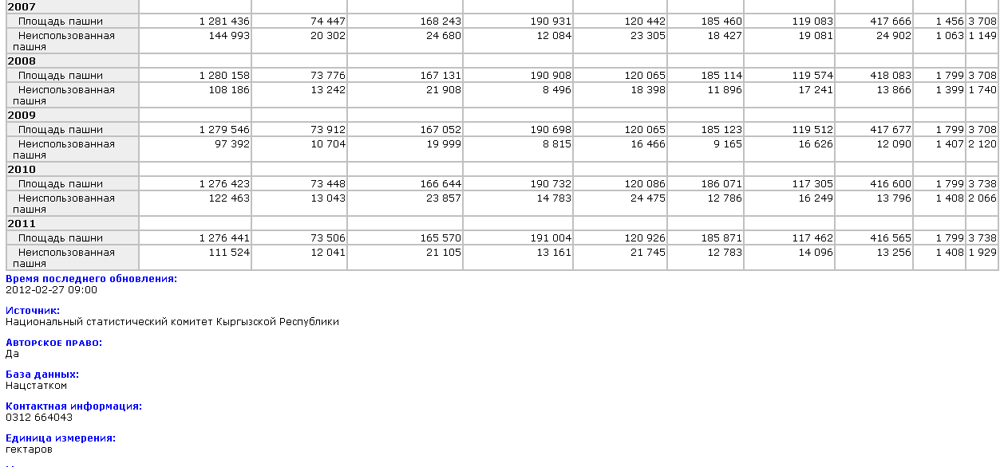 2007
Площадь пашни 1 281 436 74 447 168 243 190 931 120 442 185 460 119 083 417 666 1 456 3 708
Неиспользованная 144 993 20 302 24 680 12 084 23 305 18 427 19 081 24 902 1 063 1 149
пашня
2008
Площадь пашни 1 280 158 73 776 167 131 190 908 120 065 185 114 119 574 418 083 1 799 3 708
Неиспользованная 108 186 13 242 21 908 8 496 18 398 11 896 17 241 13 866 1 399 1 740
пашня
2009
Площадь пашни 1 279 546 73 912 167 052 190 698 120 065 185 123 119 512 417 677 1 799 3 708
Неиспользованная 97 392 10 704 19 999 8 815 16 466 9 165 16 626 12 090 1 407 2 120
пашня
2010
Площадь пашни 1 276 423 73 448 166 644 190 732 120 086 186 071 117 305 416 600 1 799 3 738
Неиспользованная 122 463 13 043 23 857 14 783 24 475 12 786 16 249 13 796 1 408 2 066
пашня
2011
Площадь пашни 1 276 441 73 506 165 570 191 004 120 926 185 871 117 462 416 565 1 799 3 738
Неиспользованная 111 524 12 041 21 105 13 161 21 745 12 783 14 096 13 256 1 408 1 929
пашня
Время последнего обновления:
2012-02-27 09:00
Источник:
Национальный статистический комитет Кыргызской Республики
Авторское право:
Да
База данных:
Нацстатком
Контактная информация:
0312 664043
Единица измерения:
гектаров